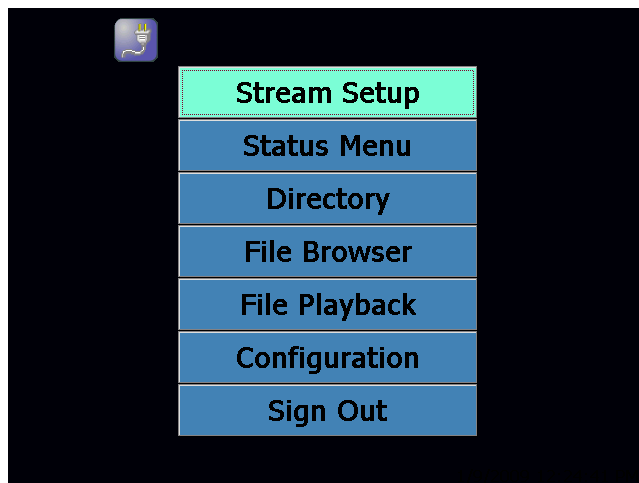 Stream Setup
Status Menu
Directory
File Browser
File Playback
Configuration
Sign Out